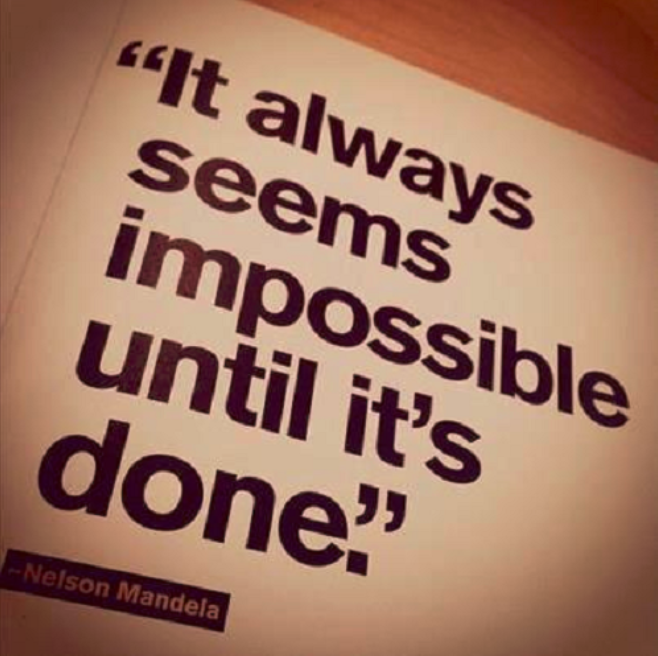 “It always
seems
impossible
until it’s
done.”
-Nelson Mandela